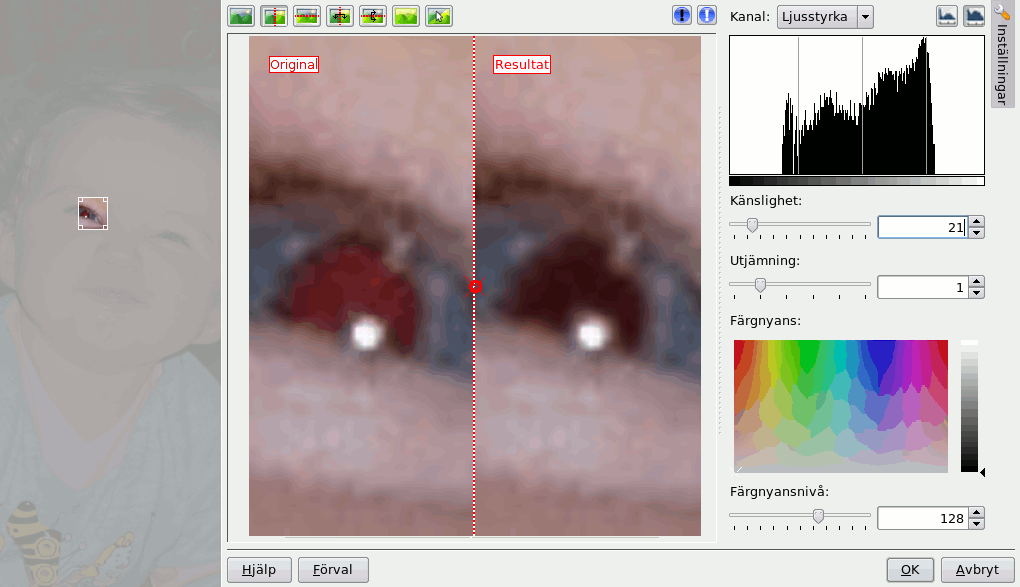 Original
Resultat
Kanal:
Ljusstyrka
Inställningar
Känslighet:
21
Utjämning:
1
Färgnyans:
Färgnyansnivå:
128
Hjälp
Förval
OK
Avbryt